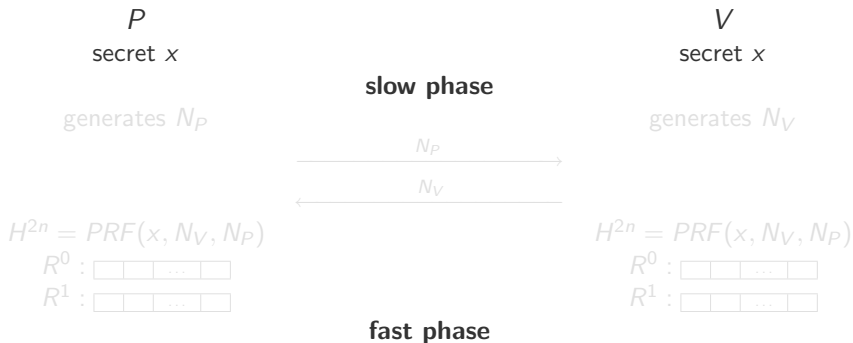 P V
secret x secret x
slow phase
generates N_P generates N_V
N_P
N_V
H^{2n} = PRF(x, N_V, N_P) H^{2n} = PRF(x, N_V, N_P)
R^0 : ... R^0 : ...
R^1 : ... R^1 : ...
fast phase